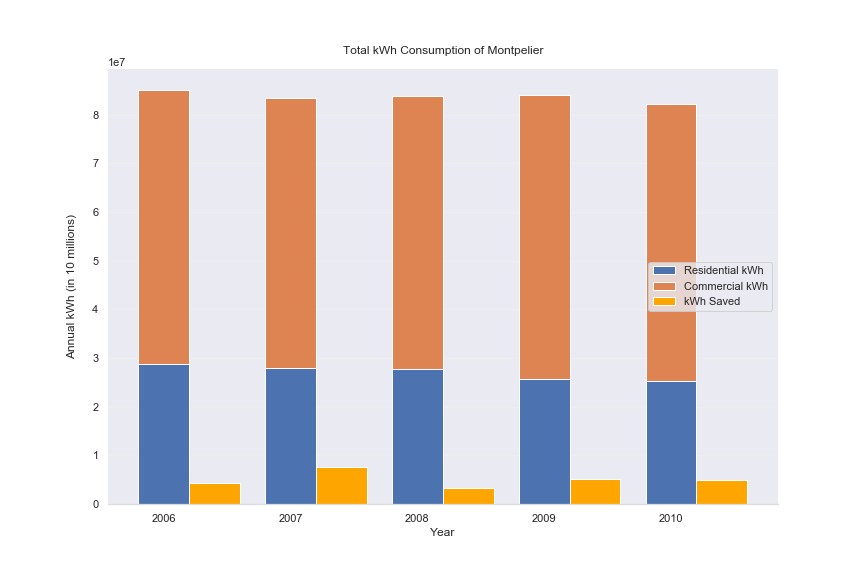 Total kWh Consumption of Montpelier
1e7
8
7
6
5
4
3
2
1
0
Annual kWh (in 10 millions)
Residential kWh
Commercial kWh
kWh Saved
2006 2007 2008 2009 2010
Year